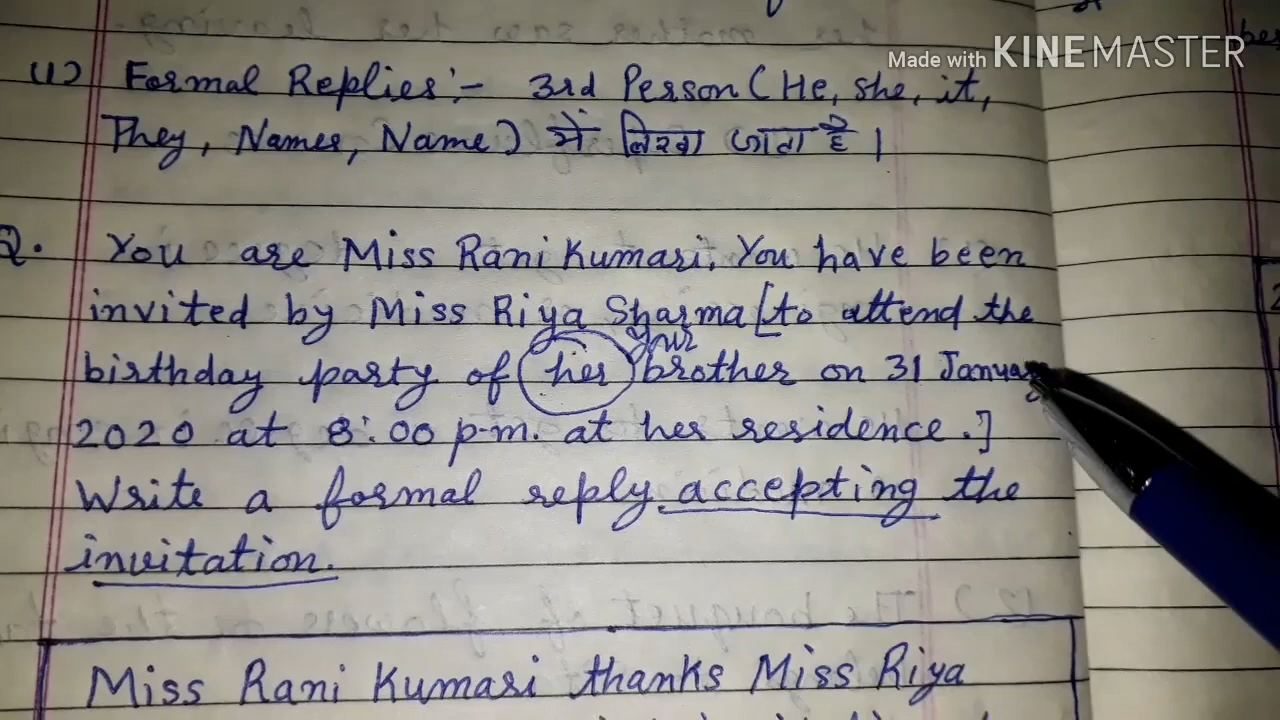 Made with KINEMASTER
(1) Formal Replies :- 3rd Person (He, she, it,
They, Names, Name) में लिखा जाता है।
Q. You are Miss Rani Kumari. You have been
invited by Miss Riya Sharma [to attend the
your
birthday party of her brother on 31 January
2020 at 8:00 p.m. at her residence.]
Write a formal reply accepting the
invitation.
Miss Rani Kumari thanks Miss Riya